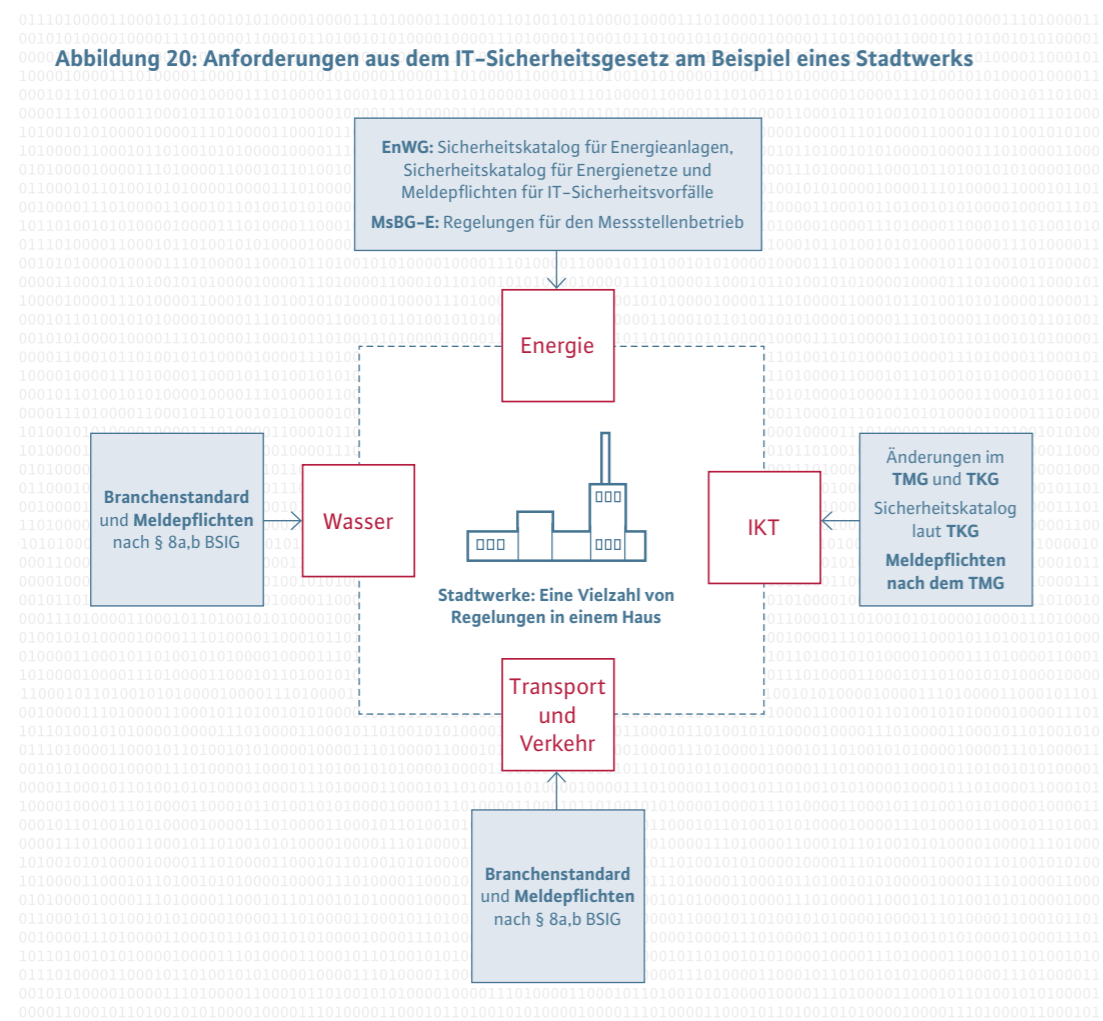 Abbildung 20: Anforderungen aus dem IT-Sicherheitsgesetz am Beispiel eines Stadtwerks
EnWG: Sicherheitskatalog für Energieanlagen,
Sicherheitskatalog für Energienetze und
Meldepflichten für IT-Sicherheitsvorfälle
MsBG-E: Regelungen für den Messstellenbetrieb
Energie
Branchenstandard
und Meldepflichten
nach § 8a,b BSIG
Wasser
IKT
Änderungen im
TMG und TKG
Sicherheitskatalog
laut TKG
Meldepflichten
nach dem TMG
Stadtwerke: Eine Vielzahl von
Regelungen in einem Haus
Transport
und
Verkehr
Branchenstandard
und Meldepflichten
nach § 8a,b BSIG